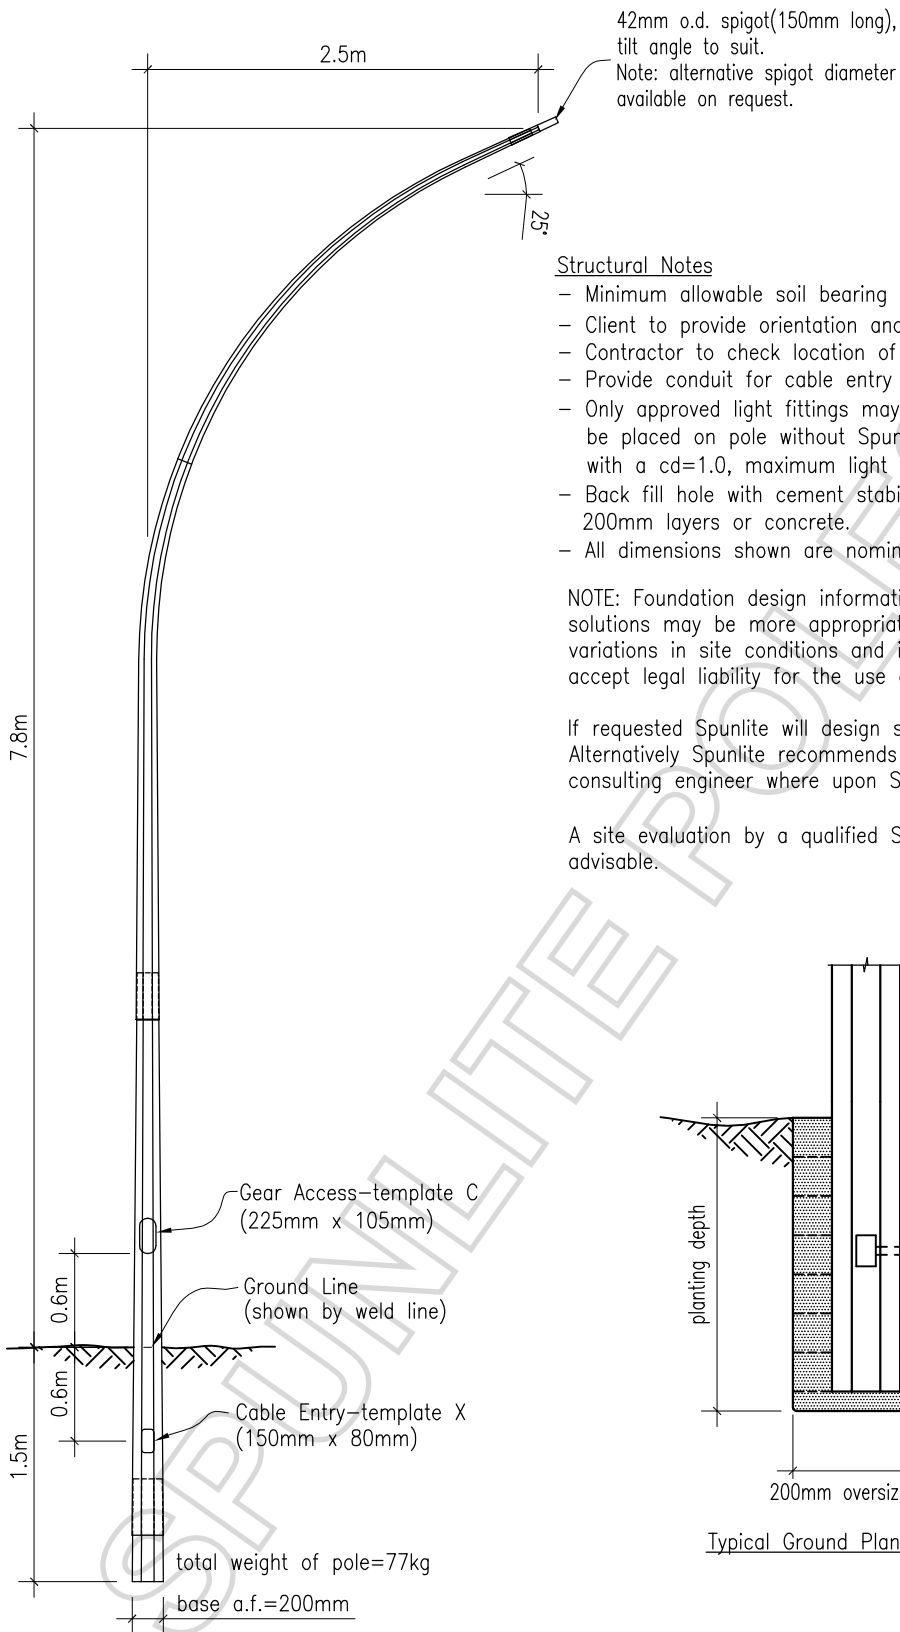 42mm o.d. spigot(150mm long),
tilt angle to suit.
Note: alternative spigot diameter
available on request.
2.5m
25°
Structural Notes
– Minimum allowable soil bearing
– Client to provide orientation and
– Contractor to check location of
– Provide conduit for cable entry
– Only approved light fittings may
be placed on pole without Spun
with a cd=1.0, maximum light
– Back fill hole with cement stabi
200mm layers or concrete.
– All dimensions shown are nomin
NOTE: Foundation design informati
solutions may be more appropriat
variations in site conditions and i
accept legal liability for the use
If requested Spunlite will design s
Alternatively Spunlite recommends
consulting engineer where upon S
A site evaluation by a qualified S
advisable.
7.8m
Gear Access–template C
(225mm x 105mm)
0.6m
Ground Line
(shown by weld line)
0.6m
Cable Entry–template X
(150mm x 80mm)
1.5m
total weight of pole=77kg
base a.f.=200mm
planting depth
200mm oversiz
Typical Ground Plan
SPUNLITE POLES